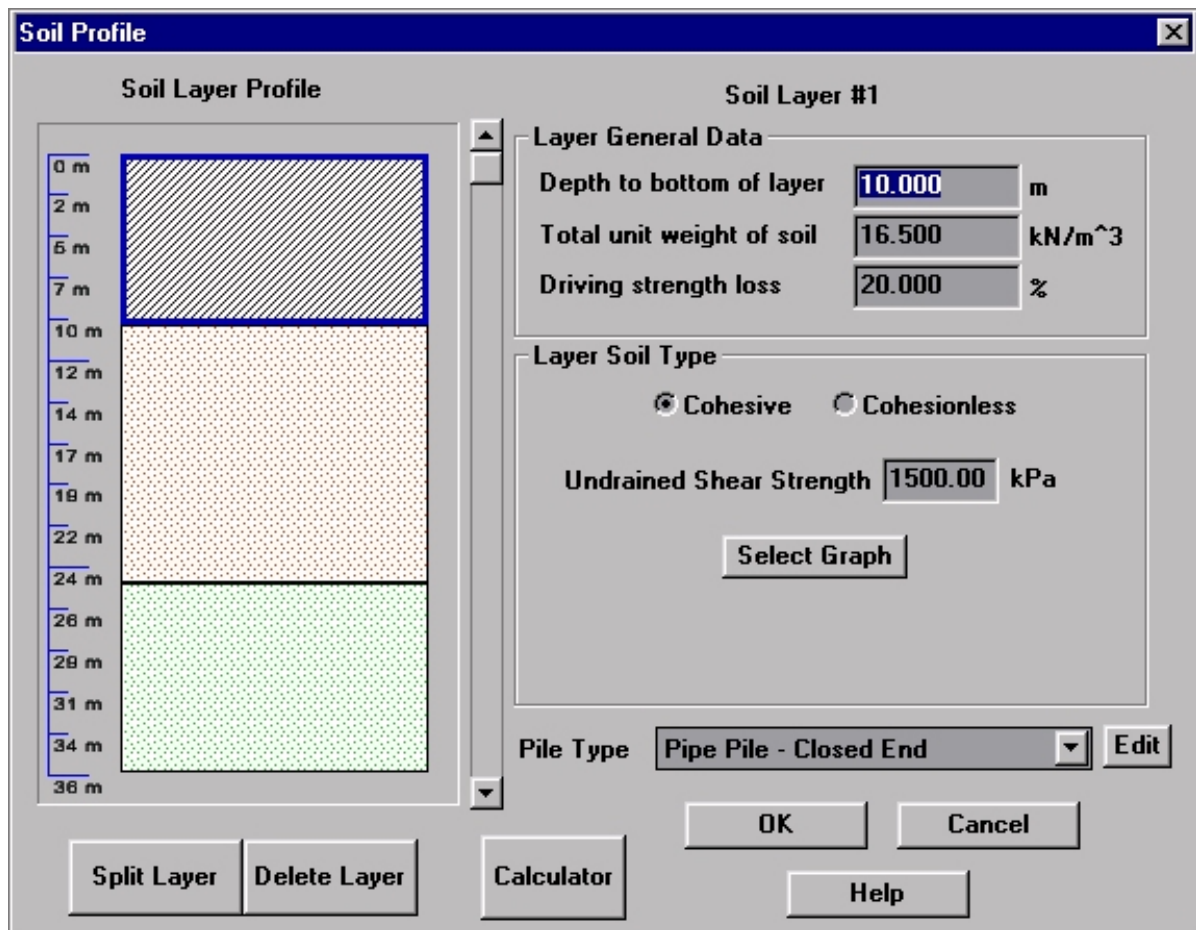 Soil Profile
Soil Layer Profile
0 m
2 m
5 m
7 m
10 m
12 m
14 m
17 m
19 m
22 m
24 m
26 m
29 m
31 m
34 m
36 m
Split Layer
Delete Layer
Soil Layer #1
Layer General Data
Depth to bottom of layer 10.000 m
Total unit weight of soil 16.500 kN/m^3
Driving strength loss 20.000 %
Layer Soil Type
Cohesive Cohesionless
Undrained Shear Strength 1500.00 kPa
Select Graph
Pile Type Pipe Pile - Closed End Edit
OK Cancel
Calculator
Help